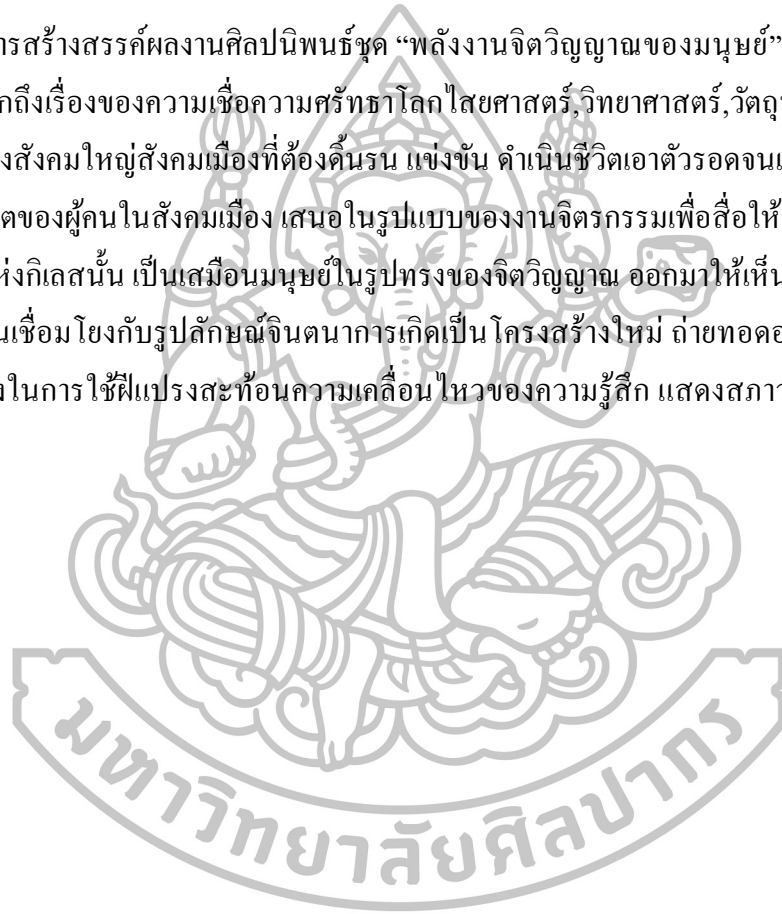 ารสร้างสรรค์ผลงานศิลปนิพนธ์ชุด “พลังงานจิตวิญญาณของมนุษย์”
กถึงเรื่องของความเชื่อความศรัทธาโลกไสยศาสตร์,วิทยาศาสตร์,วัตถุ
งสังคมใหญ่สังคมเมืองที่ต้องดิ้นรน แข่งขัน ดำเนินชีวิตเอาตัวรอดจนเ
ตของผู้คนในสังคมเมือง เสนอในรูปแบบของงานจิตรกรรมเพื่อสื่อให้
ห่งกิเลสนั้น เป็นเสมือนมนุษย์ในรูปทรงของจิตวิญญาณ ออกมาให้เห็น
นเชื่อมโยงกับรูปลักษณ์จินตนาการเกิดเป็นโครงสร้างใหม่ ถ่ายทอดอ
งในการใช้ฝีแปรงสะท้อนความเคลื่อนไหวของความรู้สึก แสดงสภาว
มหาวิทยาลัยศิลปากร